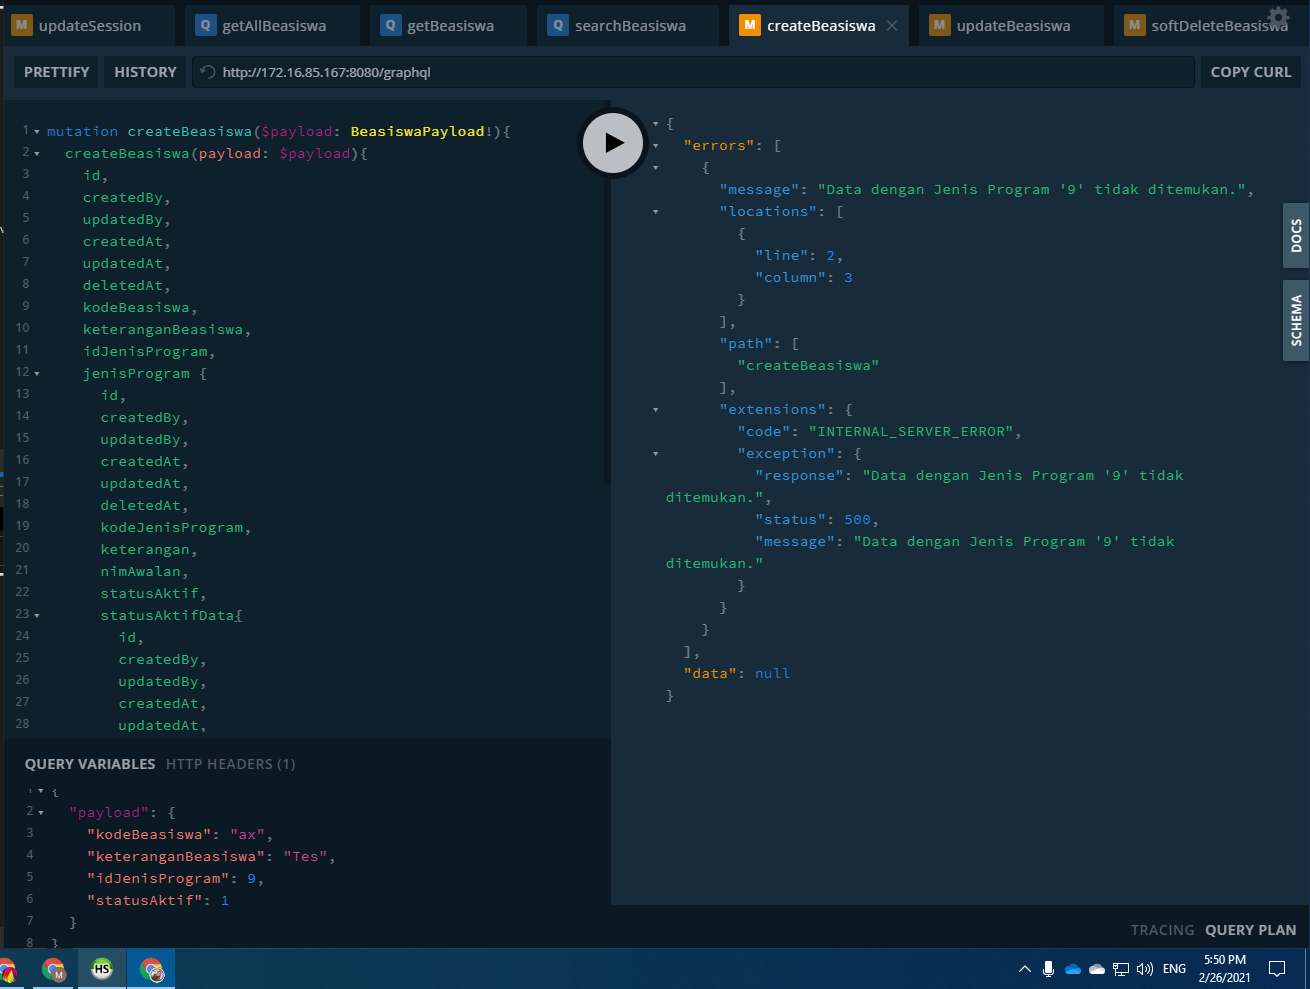 updateSession
getAllBeasiswa
getBeasiswa
searchBeasiswa
createBeasiswa
updateBeasiswa
softDeleteBeasiswa
PRETTIFY
HISTORY
http://172.16.85.167:8080/graphql
COPY CURL
1 mutation createBeasiswa($payload: BeasiswaPayload!){
2 createBeasiswa(payload: $payload){
3 id,
4 createdBy,
5 updatedBy,
6 createdAt,
7 updatedAt,
8 deletedAt,
9 kodeBeasiswa,
10 keteranganBeasiswa,
11 idJenisProgram,
12 jenisProgram {
13 id,
14 createdBy,
15 updatedBy,
16 createdAt,
17 updatedAt,
18 deletedAt,
19 kodeJenisProgram,
20 keterangan,
21 nimAwalan,
22 statusAktif,
23 statusAktifData{
24 id,
25 createdBy,
26 updatedBy,
27 createdAt,
28 updatedAt,
{
"errors": [
{
"message": "Data dengan Jenis Program '9' tidak ditemukan.",
"locations": [
{
"line": 2,
"column": 3
}
],
"path": [
"createBeasiswa"
],
"extensions": {
"code": "INTERNAL_SERVER_ERROR",
"exception": {
"response": "Data dengan Jenis Program '9' tidak
ditemukan.",
"status": 500,
"message": "Data dengan Jenis Program '9' tidak
ditemukan."
}
}
}
],
"data": null
}
DOCS
SCHEMA
QUERY VARIABLES HTTP HEADERS (1)
1 {
2 "payload": {
3 "kodeBeasiswa": "ax",
4 "keteranganBeasiswa": "Tes",
5 "idJenisProgram": 9,
6 "statusAktif": 1
7 }
8 }
TRACING QUERY PLAN
M
HS
ENG
5:50 PM
2/26/2021